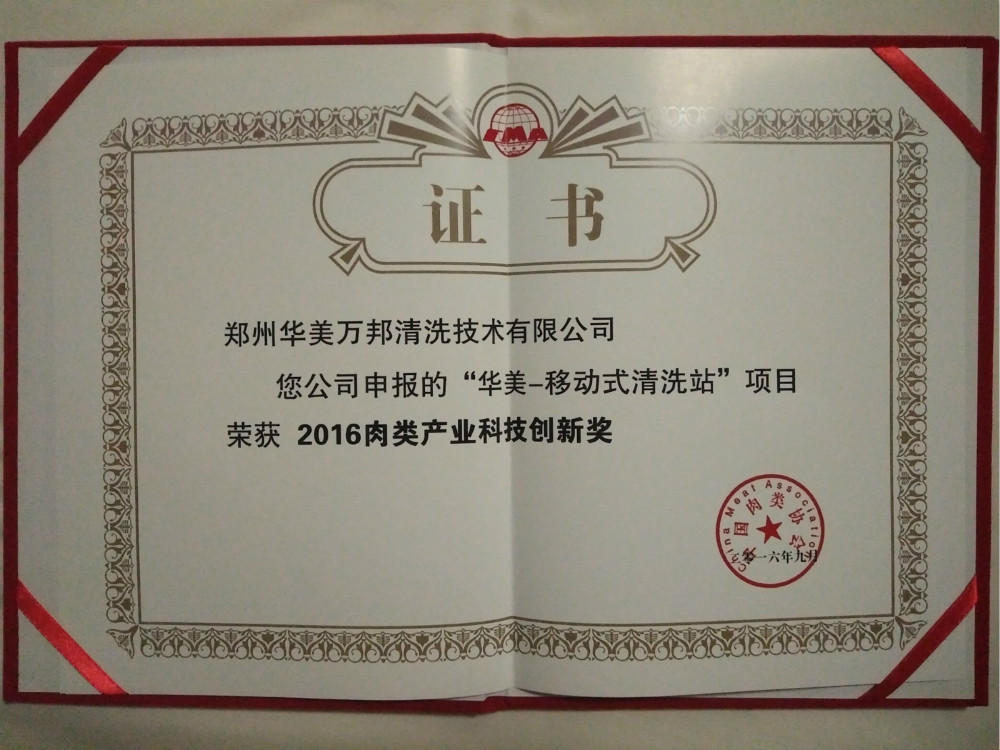 CMA
证书
郑州华美万邦清洗技术有限公司
您公司申报的“华美-移动式清洗站”项目
荣获 2016肉类产业科技创新奖
China Meat Association
中国肉类协会
二零一六年九月